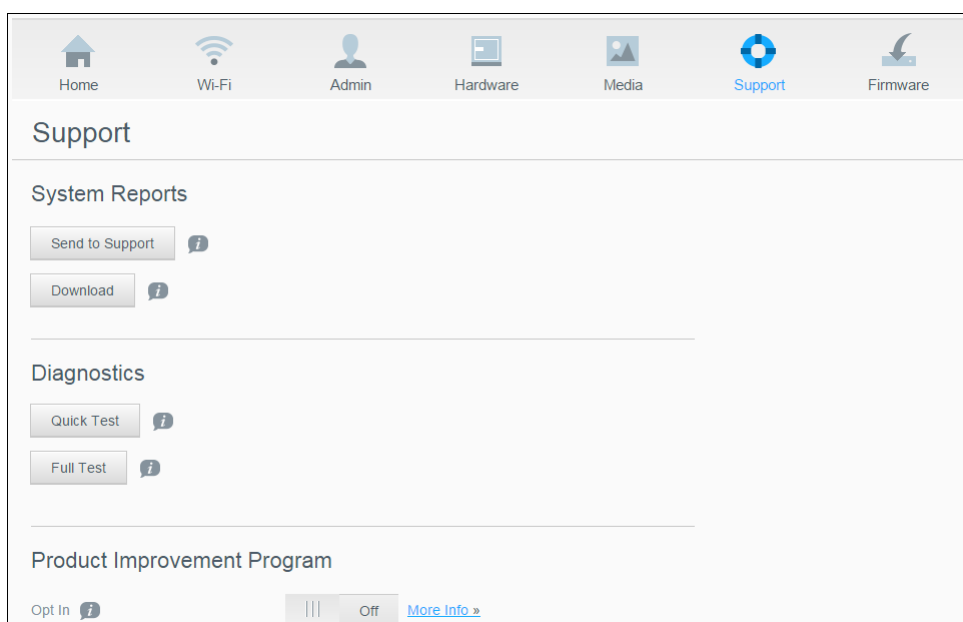 Home Wi-Fi Admin Hardware Media Support Firmware
Support
System Reports
Send to Support
Download
Diagnostics
Quick Test
Full Test
Product Improvement Program
Opt In Off More Info »